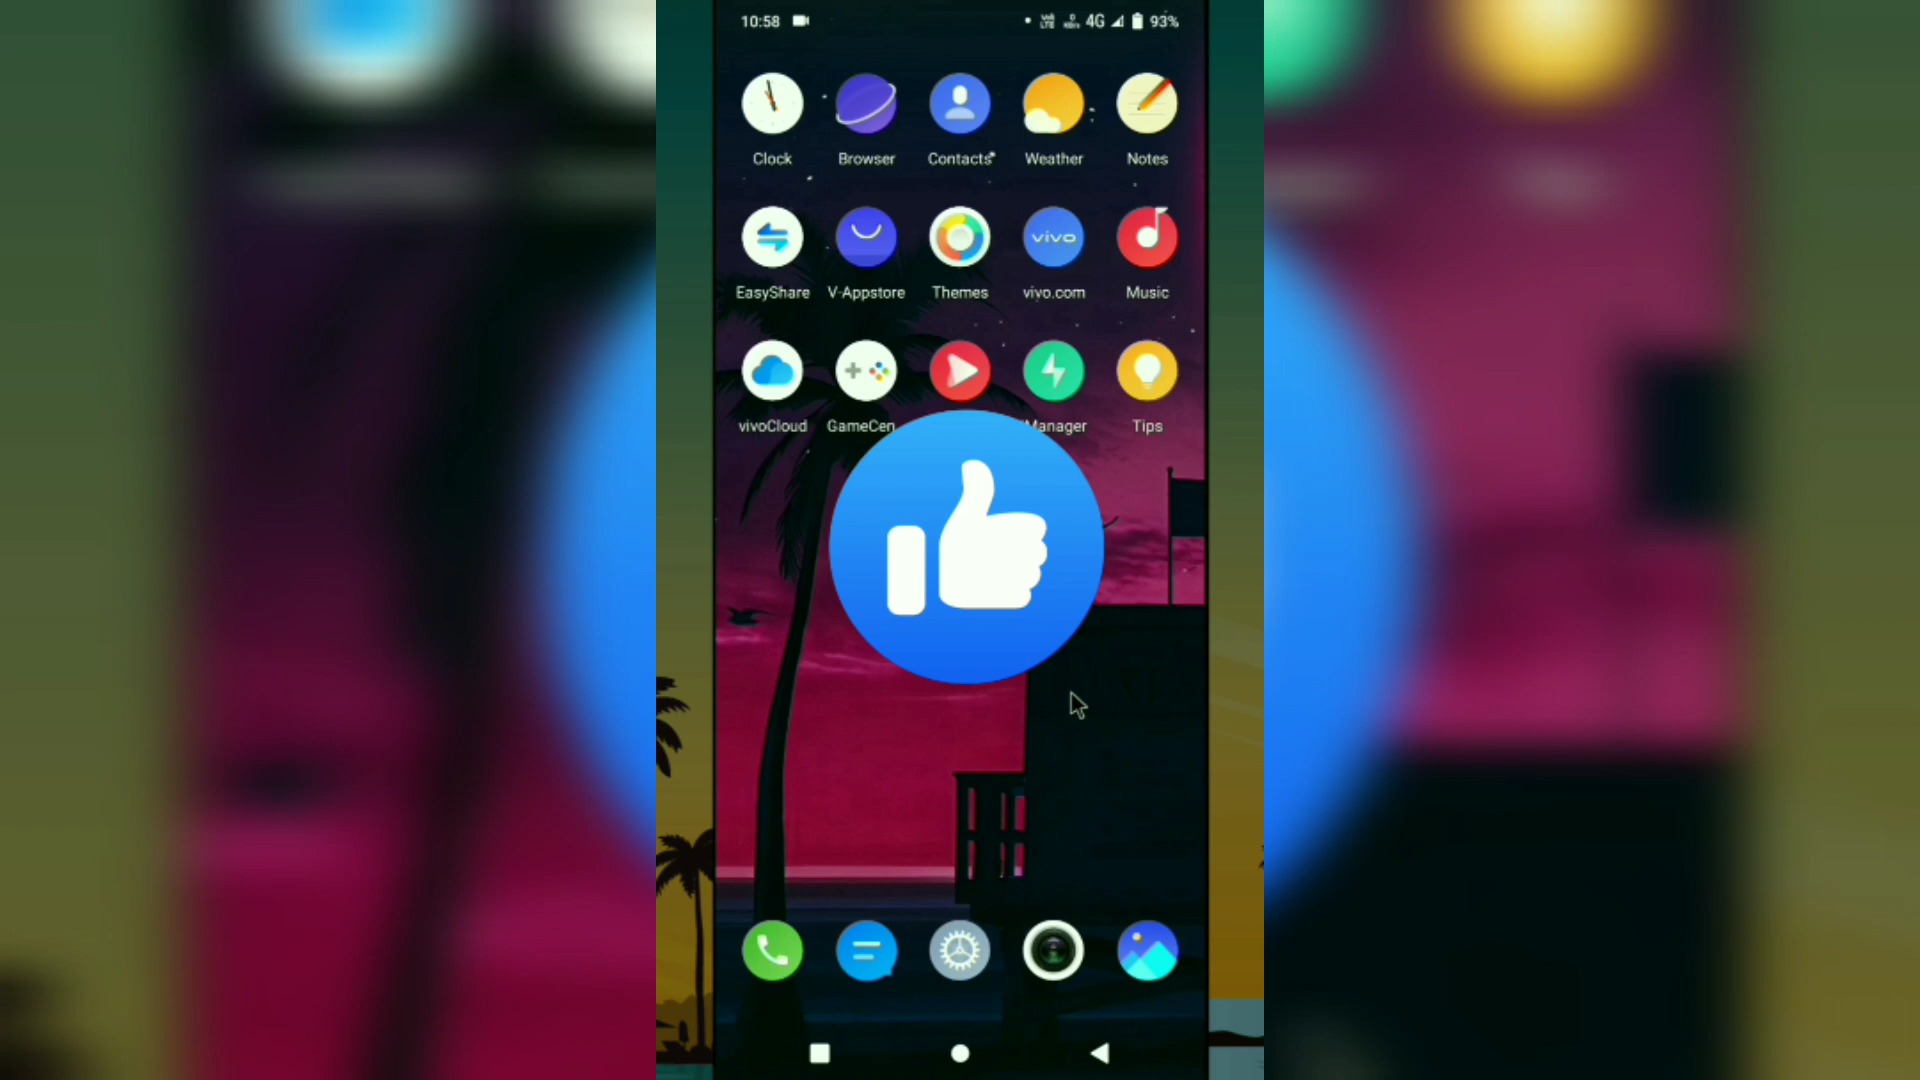 10:58 4G 93%
Clock Browser Contacts Weather Notes
EasyShare V-Appstore Themes vivo.com Music
vivo
vivoCloud GameCen Manager Tips